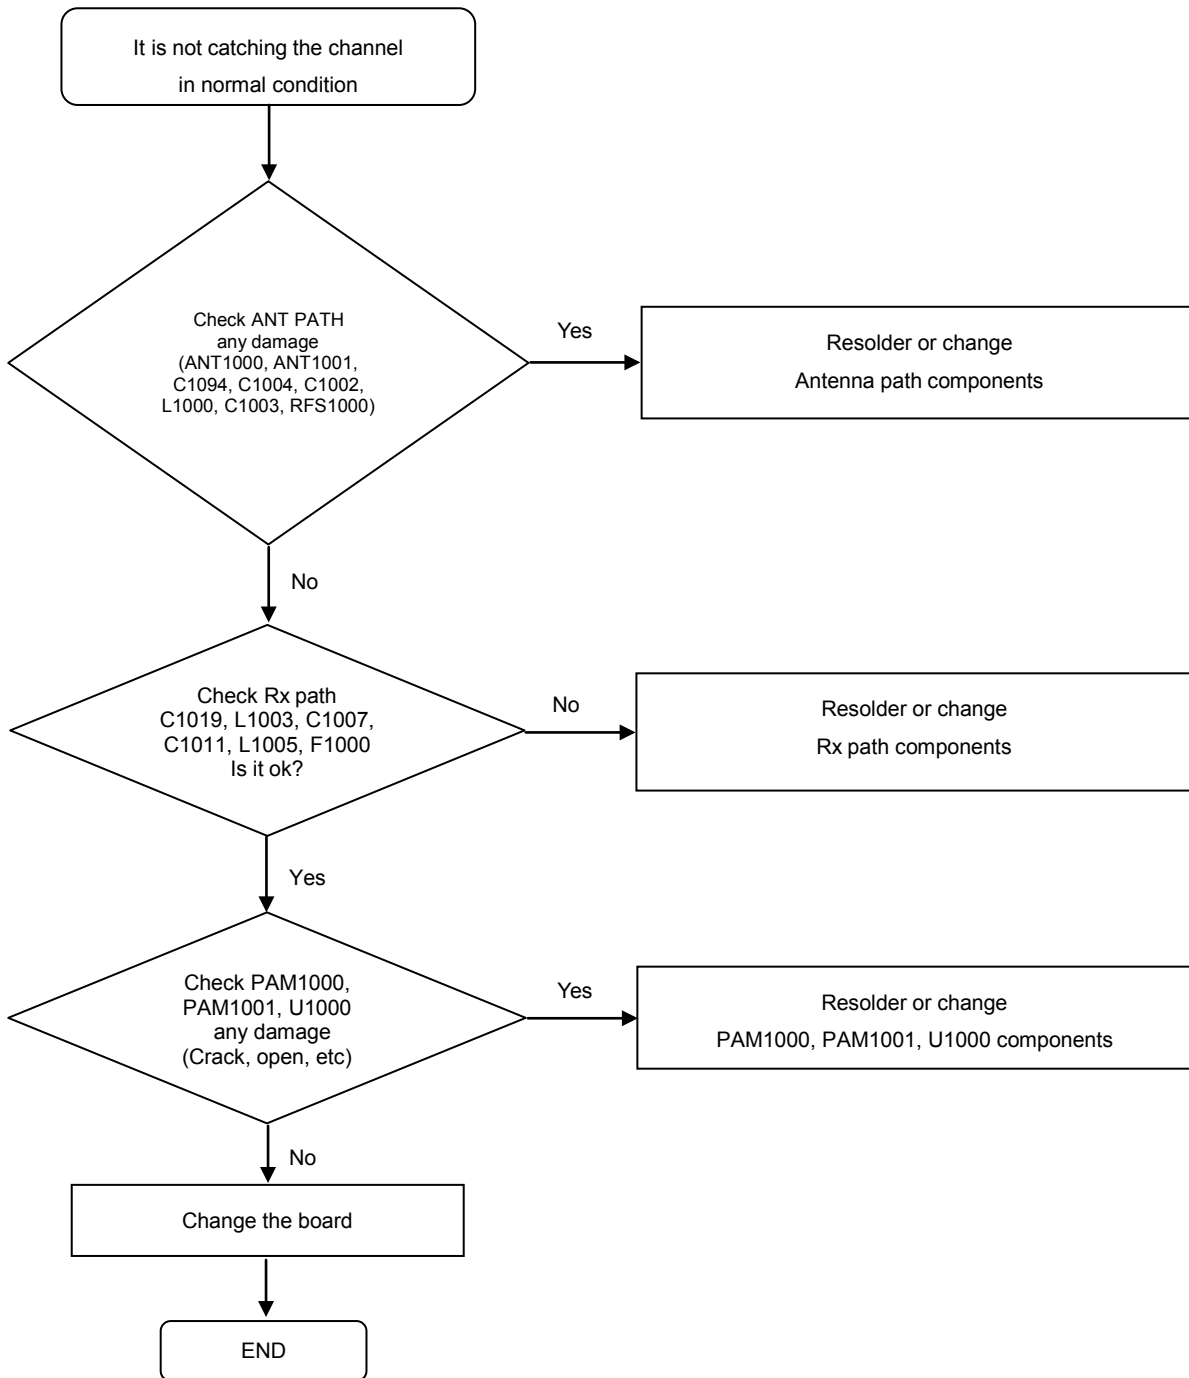 It is not catching the channel
in normal condition
Check ANT PATH
any damage
(ANT1000, ANT1001,
C1094, C1004, C1002,
L1000, C1003, RFS1000)
Yes
Resolder or change
Antenna path components
No
Check Rx path
C1019, L1003, C1007,
C1011, L1005, F1000
Is it ok?
No
Resolder or change
Rx path components
Yes
Check PAM1000,
PAM1001, U1000
any damage
(Crack, open, etc)
Yes
Resolder or change
PAM1000, PAM1001, U1000 components
No
Change the board
END